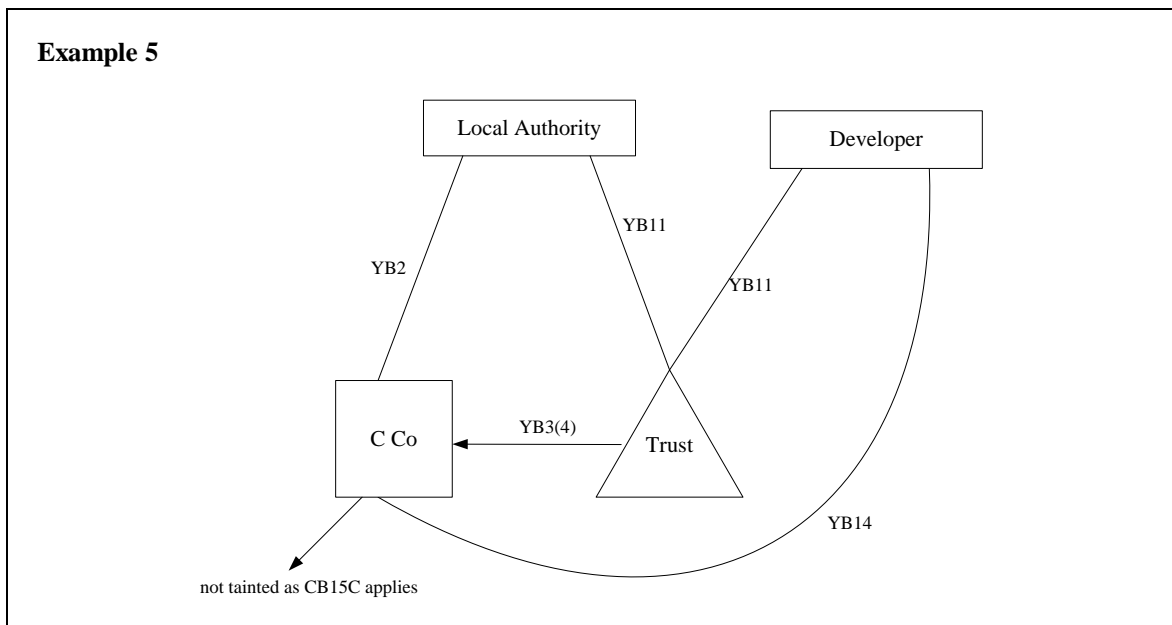 Example 5
Local Authority
Developer
YB11
YB2
YB11
YB3(4)
C Co
Trust
YB14
not tainted as CB15C applies